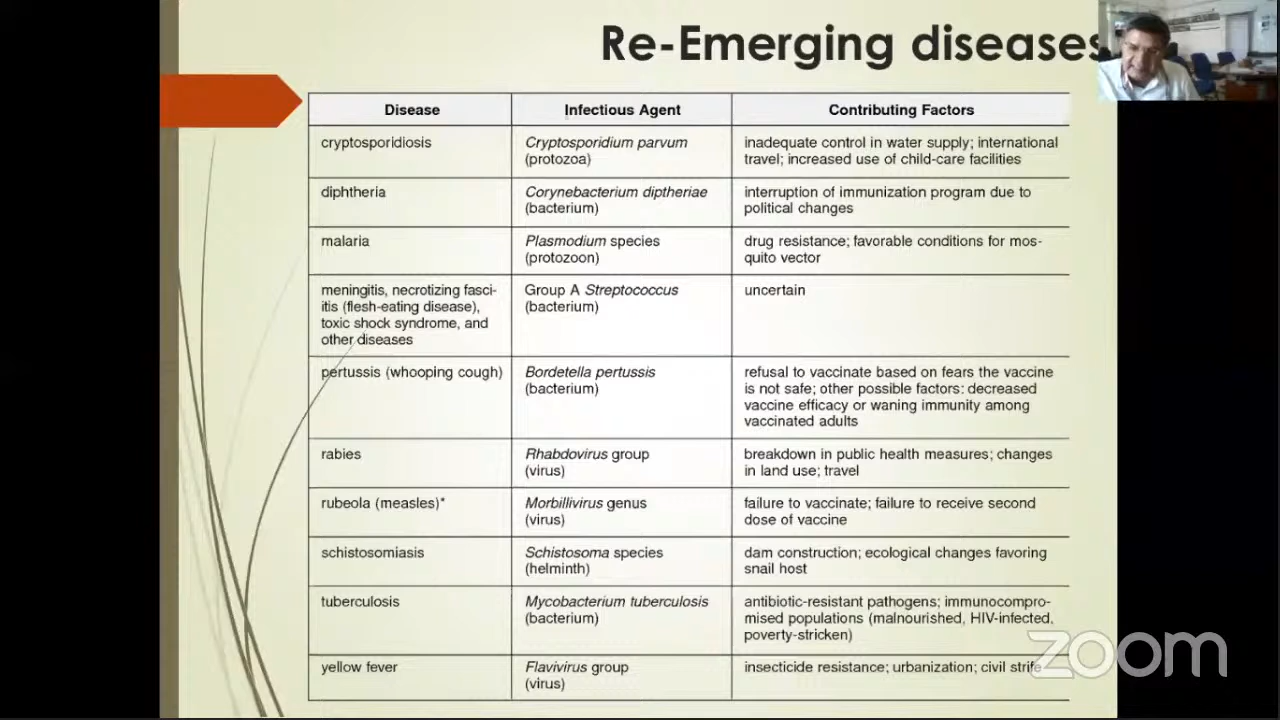 Re-Emerging diseases
Disease Infectious Agent Contributing Factors
cryptosporidiosis Cryptosporidium parvum inadequate control in water supply; international
(protozoa) travel; increased use of child-care facilities
diphtheria Corynebacterium diptheriae interruption of immunization program due to
(bacterium) political changes
malaria Plasmodium species drug resistance; favorable conditions for mos-
(protozoon) quito vector
meningitis, necrotizing fasci- Group A Streptococcus uncertain
itis (flesh-eating disease), (bacterium)
toxic shock syndrome, and
other diseases
pertussis (whooping cough) Bordetella pertussis refusal to vaccinate based on fears the vaccine
(bacterium) is not safe; other possible factors: decreased
vaccine efficacy or waning immunity among
vaccinated adults
rabies Rhabdovirus group breakdown in public health measures; changes
(virus) in land use; travel
rubeola (measles)* Morbillivirus genus failure to vaccinate; failure to receive second
(virus) dose of vaccine
schistosomiasis Schistosoma species dam construction; ecological changes favoring
(helminth) snail host
tuberculosis Mycobacterium tuberculosis antibiotic-resistant pathogens; immunocompro-
(bacterium) mised populations (malnourished, HIV-infected,
poverty-stricken)
yellow fever Flavivirus group insecticide resistance; urbanization; civil strife
(virus)
zoom